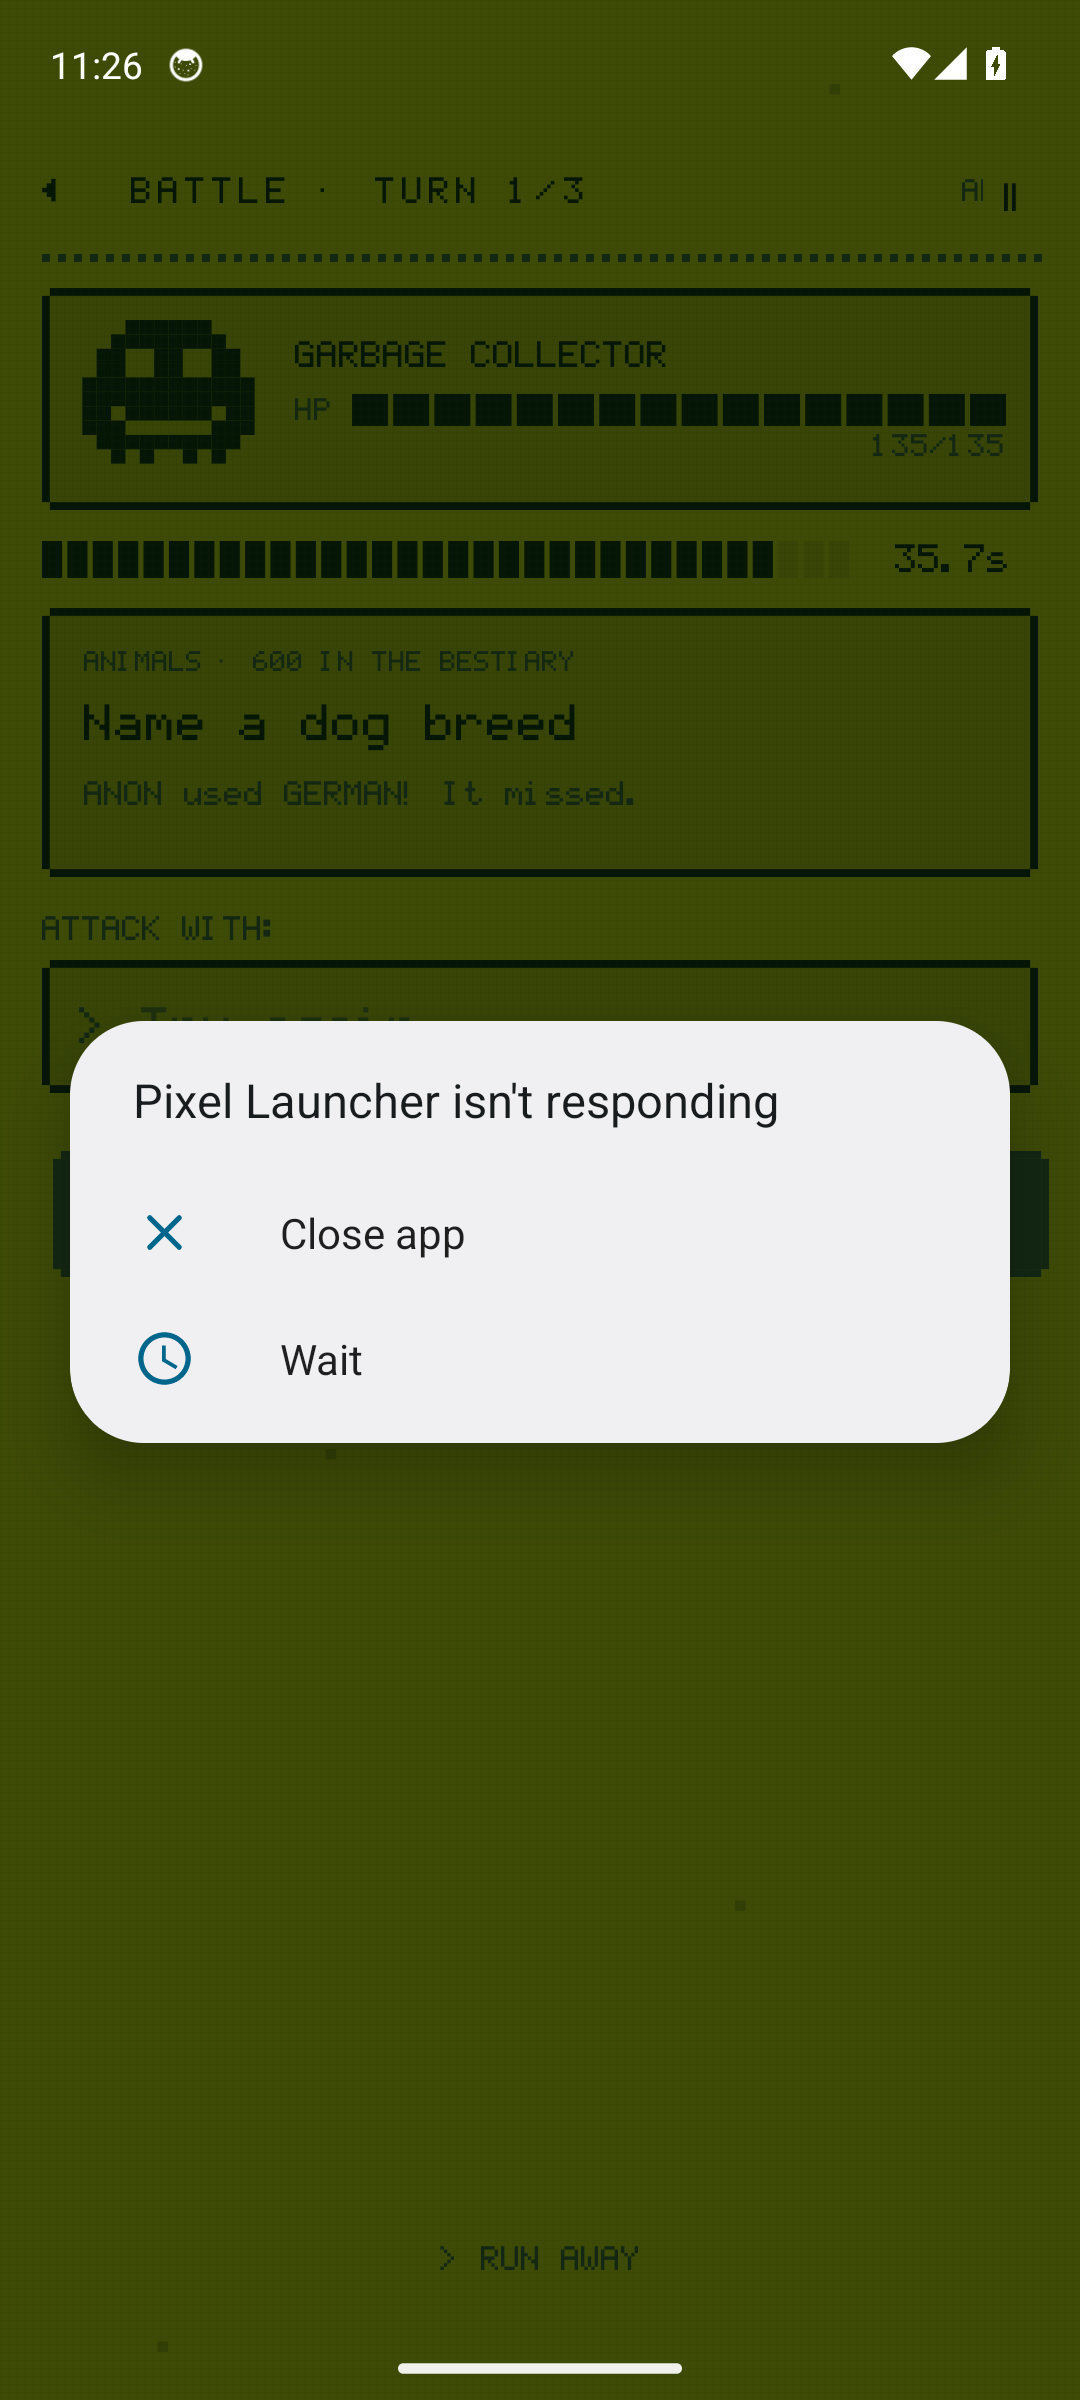 11:26
BATTLE · TURN 1/3
GARBAGE COLLECTOR
HP
135/135
35.7s
ANIMALS · 600 IN THE BESTIARY
Name a dog breed
ANON used GERMAN! It missed.
ATTACK WITH:
>
Pixel Launcher isn't responding
Close app
Wait
> RUN AWAY